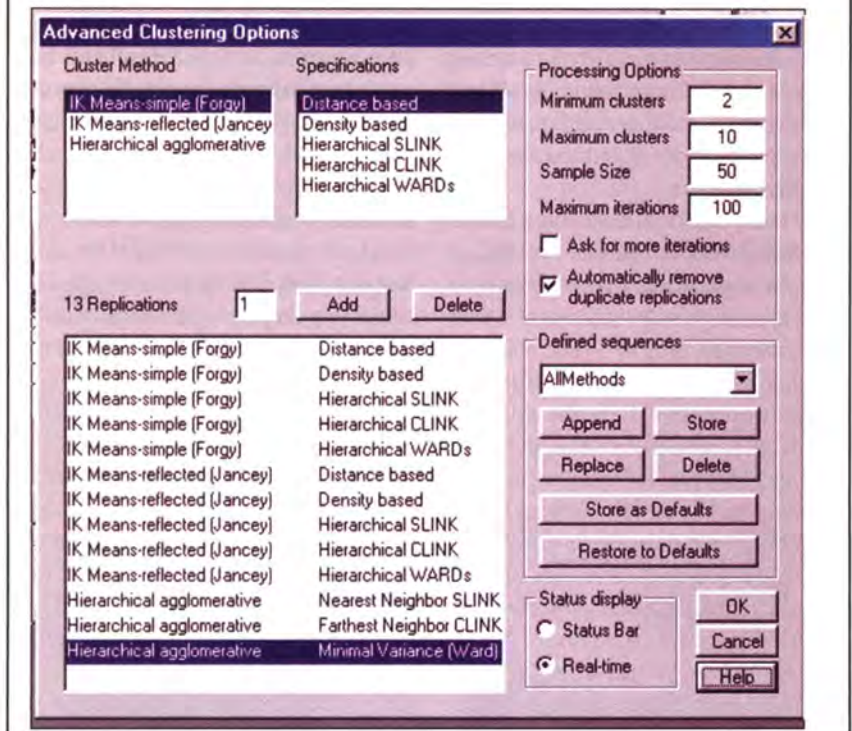 Advanced Clustering Options
Cluster Method
IK Means-simple (Forgy)
IK Means-reflected (Jancey
Hierarchical agglomerative
Specifications
Distance based
Density based
Hierarchical SLINK
Hierarchical CLINK
Hierarchical WARDs
Processing Options
Minimum clusters 2
Maximum clusters 10
Sample Size 50
Maximum iterations 100
Ask for more iterations
Automatically remove
duplicate replications
13 Replications 1 Add Delete
IK Means-simple (Forgy) Distance based
IK Means-simple (Forgy) Density based
IK Means-simple (Forgy) Hierarchical SLINK
IK Means-simple (Forgy) Hierarchical CLINK
IK Means-simple (Forgy) Hierarchical WARDs
IK Means-reflected (Jancey) Distance based
IK Means-reflected (Jancey) Density based
IK Means-reflected (Jancey) Hierarchical SLINK
IK Means-reflected (Jancey) Hierarchical CLINK
IK Means-reflected (Jancey) Hierarchical WARDs
Hierarchical agglomerative Nearest Neighbor SLINK
Hierarchical agglomerative Farthest Neighbor CLINK
Hierarchical agglomerative Minimal Variance (Ward)
Defined sequences
AllMethods
Append Store
Replace Delete
Store as Defaults
Restore to Defaults
Status display
Status Bar
Real-time
OK
Cancel
Help